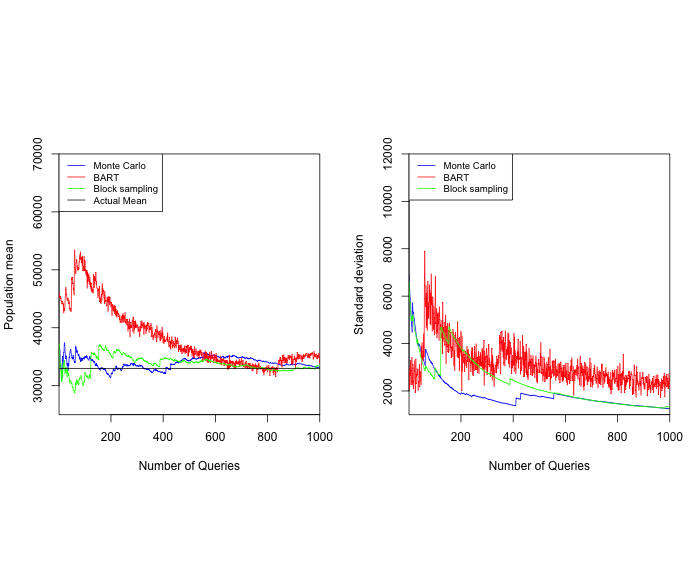 Population mean
70000
60000
50000
40000
30000
Monte Carlo
BART
Block sampling
Actual Mean
200
400
600
800
1000
Number of Queries
Standard deviation
12000
10000
8000
6000
4000
2000
Monte Carlo
BART
Block sampling
200
400
600
800
1000
Number of Queries